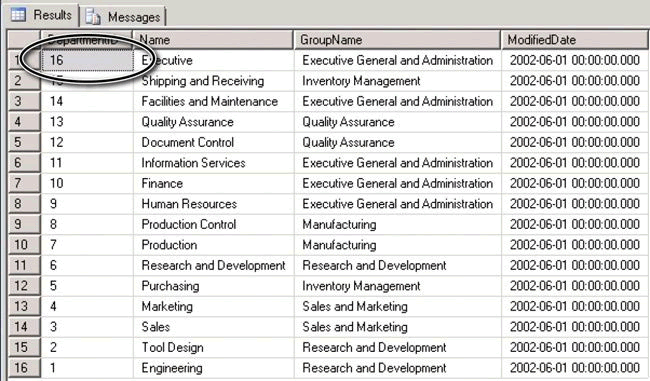 Results Messages
DepartmentID Name GroupName ModifiedDate
1 16 Executive Executive General and Administration 2002-06-01 00:00:00.000
2 15 Shipping and Receiving Inventory Management 2002-06-01 00:00:00.000
3 14 Facilities and Maintenance Executive General and Administration 2002-06-01 00:00:00.000
4 13 Quality Assurance Quality Assurance 2002-06-01 00:00:00.000
5 12 Document Control Quality Assurance 2002-06-01 00:00:00.000
6 11 Information Services Executive General and Administration 2002-06-01 00:00:00.000
7 10 Finance Executive General and Administration 2002-06-01 00:00:00.000
8 9 Human Resources Executive General and Administration 2002-06-01 00:00:00.000
9 8 Production Control Manufacturing 2002-06-01 00:00:00.000
10 7 Production Manufacturing 2002-06-01 00:00:00.000
11 6 Research and Development Research and Development 2002-06-01 00:00:00.000
12 5 Purchasing Inventory Management 2002-06-01 00:00:00.000
13 4 Marketing Sales and Marketing 2002-06-01 00:00:00.000
14 3 Sales Sales and Marketing 2002-06-01 00:00:00.000
15 2 Tool Design Research and Development 2002-06-01 00:00:00.000
16 1 Engineering Research and Development 2002-06-01 00:00:00.000